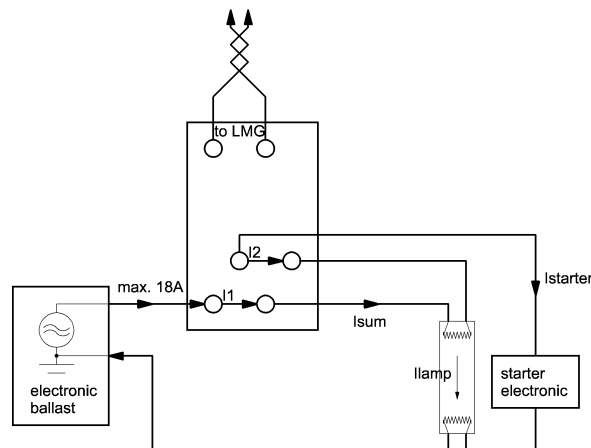 to LMG
I2
Istarter
max. 18A
I1
Isum
Ilamp
electronic
ballast
starter
electronic